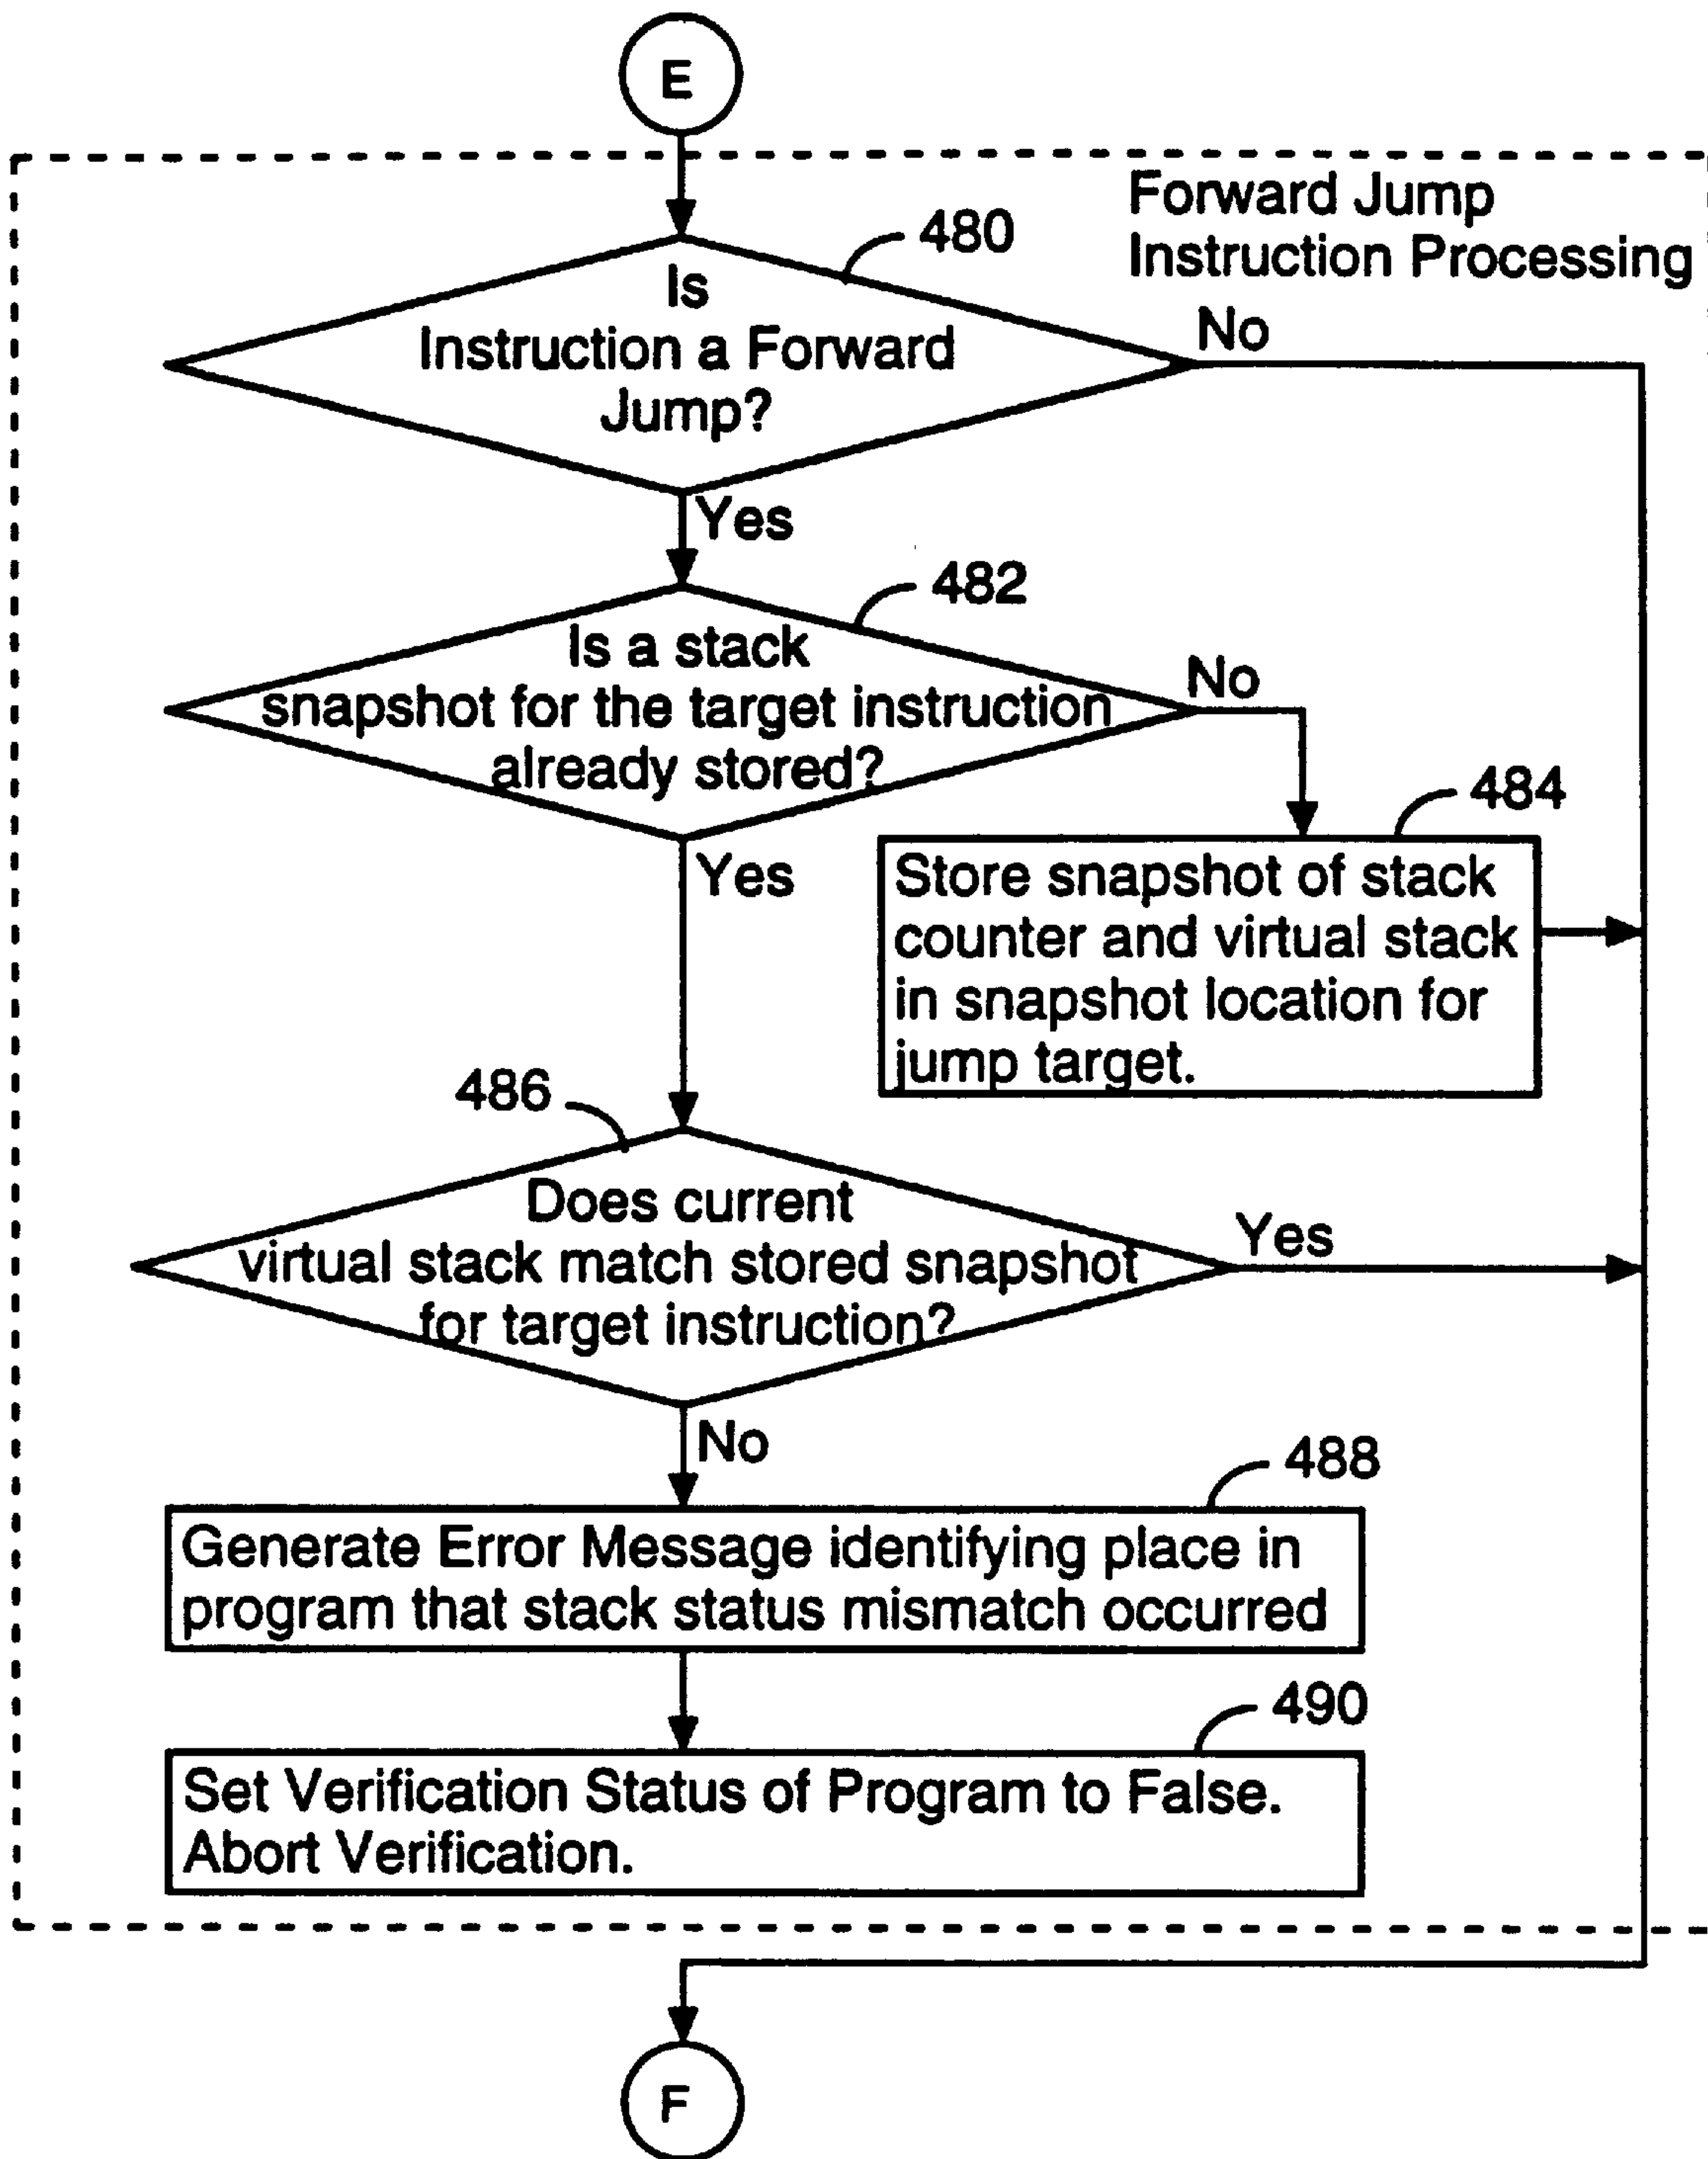 E
Forward Jump
Instruction Processing
480
Is
Instruction a Forward
Jump?
No
Yes
482
Is a stack
snapshot for the target instruction
already stored?
No
Yes
484
Store snapshot of stack
counter and virtual stack
in snapshot location for
jump target.
486
Does current
virtual stack match stored snapshot
for target instruction?
Yes
No
488
Generate Error Message identifying place in
program that stack status mismatch occurred
490
Set Verification Status of Program to False.
Abort Verification.
F